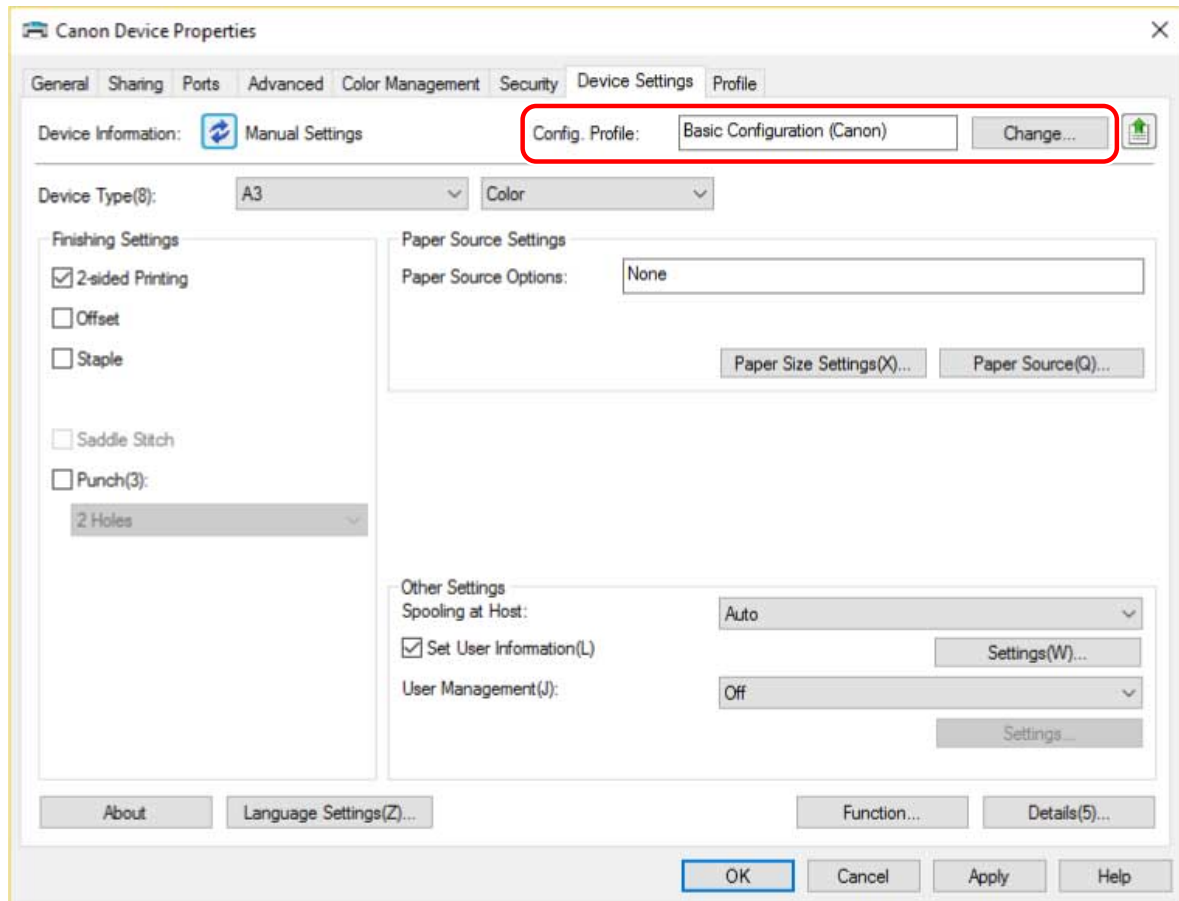 Canon Device Properties
General Sharing Ports Advanced Color Management Security Device Settings Profile
Device Information: Manual Settings Config. Profile: Basic Configuration (Canon) Change...
Device Type(8): A3 Color
Finishing Settings
2-sided Printing
Offset
Staple
Saddle Stitch
Punch(3):
2 Holes
Paper Source Settings
Paper Source Options: None
Paper Size Settings(X)... Paper Source(Q)...
Other Settings
Spooling at Host: Auto
Set User Information(L) Settings(W)...
User Management(J): Off
Settings...
About Language Settings(Z)... Function... Details(5)...
OK Cancel Apply Help